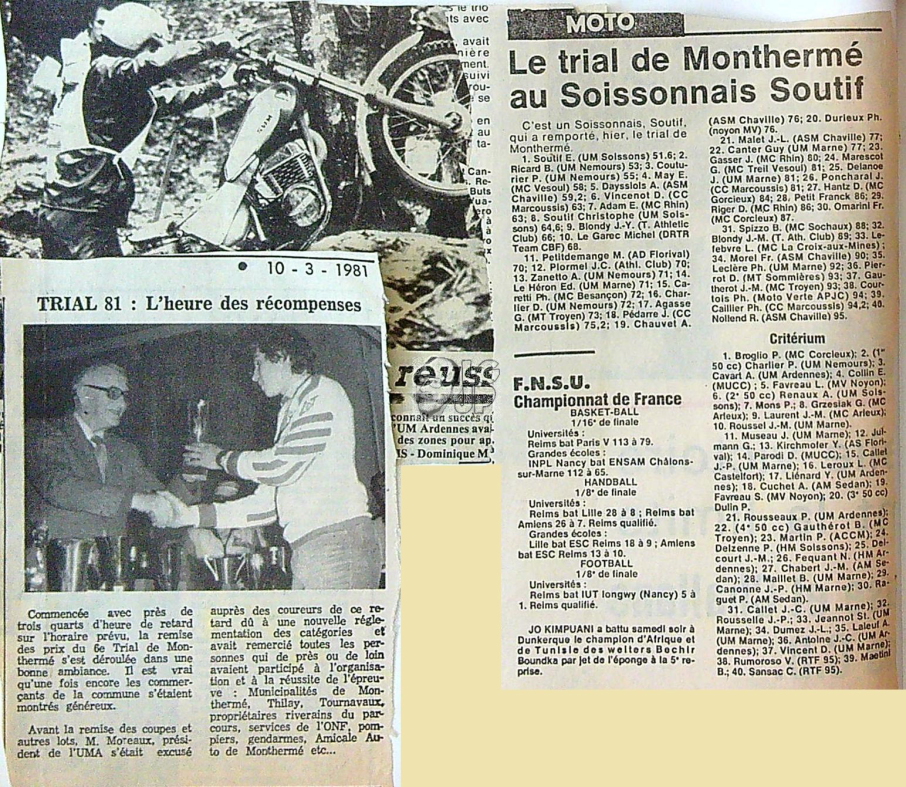 MOTO
Le trial de Monthermé
au Soissonnais Soutif
C'est un Soissonnais, Soutif,
qui a remporté, hier, le trial de
Monthermé.
1. Soutif E. (UM Soissons) 51.6; 2.
Ricard B. (UM Nemours) 53; 3. Coutu-
rier P. (UM Nemours) 55; 4. May E.
(MC Vesoul) 58; 5. Dayssiols A. (ASM
Chaville) 59,2; 6. Vincenot D. (CC
Marcoussis) 63; 7. Adam E. (MC Rhin)
63; 8. Soutif Christophe (UM Sois-
sons) 64,6; 9. Blondy J.-Y. (T. Athletic
Club) 66; 10. Le Garec Michel (DRTR
Team CBF) 68.
11. Petitdemange M. (AD Florival)
70; 12. Plormel J.C. (Athl. Club) 70;
13. Zanetto A. (UM Nemours) 71; 14.
Le Héron Ed. (UM Marne) 71; 15. Ca-
retti Ph. (MC Besançon) 72; 16. Char-
lier D. (UM Nemours) 72; 17. Agasse
G. (MT Troyen) 73; 18. Pédarre J. (CC
Marcoussis) 75,2; 19. Chauvet A.
(ASM Chaville) 76; 20. Durieux Ph.
(noyon MV) 76.
21. Malet J.-L. (ASM Chaville) 77;
22. Canter Guy (UM Marne) 77; 23.
Gasser J. (MC Rhin) 80; 24. Marescot
G. (MC Treil Vesoul) 81; 25. Delanoe
J. (UM Marne) 81; 26. Poncharal J.
(CC Marcoussis) 81; 27. Hantz D. (MC
Gorcieux) 84; 28. Petit Franck 86; 29.
Riger D. (MC Rhin) 86; 30. Omarini Fr.
(MC Corcieux) 87.
31. Spizzo B. (MC Sochaux) 88; 32.
Blondy J.-M. (T. Ath. Club) 89; 33. Le-
febvre L. (MC La Croix-aux-Mines) ;
34. Morel Fr. (ASM Chaville) 90; 35.
Leclère Ph. (UM Marne) 92; 36. Pier-
rot D. (MT Sommières) 93; 37. Gau-
therot J.-M. (MC Troyen) 93; 38. Cour-
tois Ph. (Moto Verte APJC) 94; 39.
Cailler Ph. (CC Marcoussis) 94,2; 40.
Nollend R. (ASM Chaville) 95.
Critérium
1. Broglio P. (MC Corcieux); 2. (1°
50 cc) Charlier P. (UM Nemours); 3.
Cavart A. (UM Ardennes); 4. Collin E.
(MUCC) ; 5. Favreau L. (MV Noyon);
6. (2° 50 cc) Renaux A. (UM Sois-
sons); 7. Mons P.; 8. Grzesiak G. (MC
Arleux); 9. Laurent J.-M. (MC Arleux);
10. Roussel J.-M. (UM Marne).
11. Museau J. (UM Marne); 12. Jul-
mann G.; 13. Kirchmoler Y. (AS Flori-
val); 14. Parodi D. (MUCC); 15. Callet
J.-P. (UM Marne); 16. Leroux L. (MC
Castelfort); 17. Liénard Y. (UM Arden-
nes); 18. Cuchet A. (AM Sedan); 19.
Favreau S. (MV Noyon); 20. (3° 50 cc)
Dulin P.
21. Rousseaux P. (UM Ardennes);
22. (4° 50 cc) Gauthérot B. (MC
Troyen); 23. Martin P. (ACCM); 24.
Delzenne P. (HM Soissons); 25. Del-
court J.-M.; 26. Fequant N. (HM Ar-
dennes); 27. Chabert J.-M. (AM Se-
dan); 28. Maillet B. (UM Marne); 29.
Canonne J.-P. (HM Marne); 30. Ra-
guet P. (AM Sedan).
31. Callet J.-C. (UM Marne); 32.
Rousselle J.-P.; 33. Jeannot St. (UM
Marne); 34. Dumez J.-L.; 35. Laleuf A.
(UM Marne); 36. Antoine J.-C. (UM Ar-
dennes); 37. Vincent D. (UM Marne);
38. Rumoroso V. (RTF 95); 39. Maetini
B.; 40. Sansac C. (RTF 95).
F.N.S.U.
Championnat de France
BASKET-BALL
1/16° de finale
Universités :
Reims bat Paris V 113 à 79.
Grandes écoles :
INPL Nancy bat ENSAM Châlons-
sur-Marne 112 à 65.
HANDBALL
1/8° de finale
Universités :
Reims bat Lille 28 à 8 ; Reims bat
Amiens 26 à 7. Reims qualifié.
Grandes écoles :
Lille bat ESC Reims 18 à 9 ; Amiens
bat ESC Reims 13 à 10.
FOOTBALL
1/8° de finale
Universités :
Reims bat IUT longwy (Nancy) 5 à
1. Reims qualifié.
JO KIMPUANI a battu samedi soir à
Dunkerque le champion d'Afrique et
de Tunisie des welters Bechir
Boundka par jet de l'éponge à la 5° re-
prise.
● 10 - 3 - 1981
TRIAL 81 : L'heure des récompenses
Commencée avec près de
trois quarts d'heure de retard
sur l'horaire prévu, la remise
des prix du 6e Trial de Mon-
thermé s'est déroulée dans une
bonne ambiance. Il est vrai
qu'une fois encore les commer-
çants de la commune s'étaient
montrés généreux.
Avant la remise des coupes et
autres lots, M. Moreaux, prési-
dent de l'UMA s'était excusé
auprès des coureurs de ce re-
tard dû à une nouvelle régle-
mentation des catégories et
avait remercié toutes les per-
sonnes qui de près ou de loin
avaient participé à l'organisa-
tion et à la réussite de l'épreu-
ve : Municipalités de Mon-
thermé, Thilay, Tournavaux,
propriétaires riverains du par-
cours, services de l'ONF, pom-
piers, gendarmes, Amicale Au-
to de Monthermé etc...
réuss
connaît un succès q
'UM Ardennes avai-
des zones pour ap.
IS - Dominique M